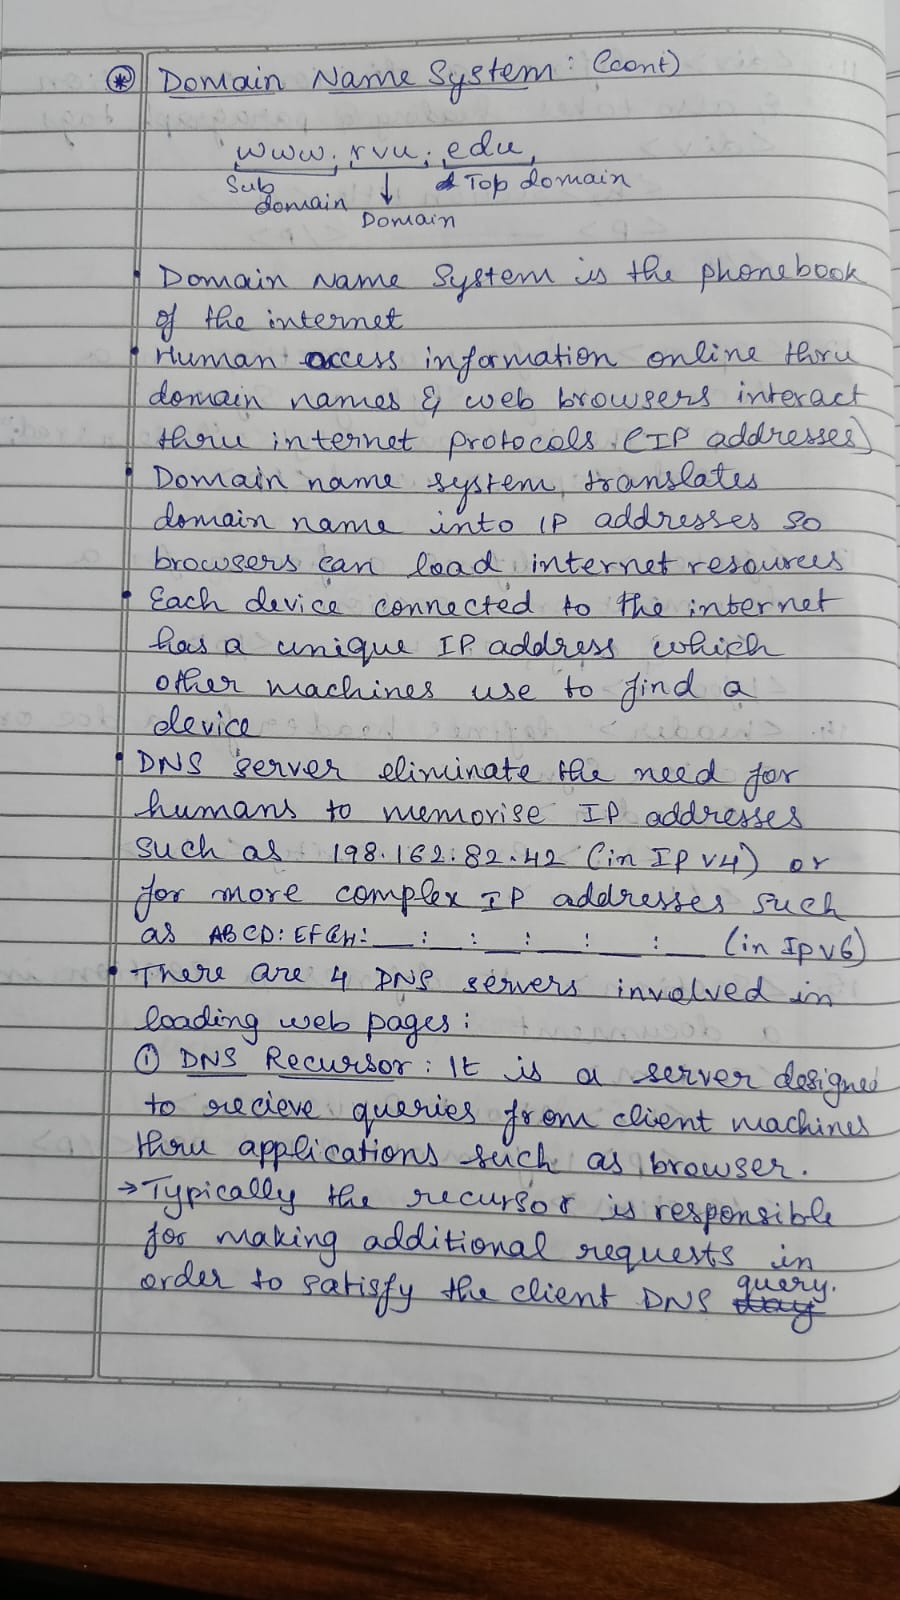 * Domain Name System: (cont)
www. rvu. edu
Sub domain
Top domain
↓
Domain
• Domain Name System is the phonebook
of the internet
• Human access information online thru
domain names & web browsers interact
thru internet protocols (IP addresses)
• Domain name system translates
domain name into IP addresses so
browsers can load internet resources
• Each device connected to the internet
has a unique IP address which
other machines use to find a
device
• DNS server eliminate the need for
humans to memorise IP addresses
such as 198.162.82.42 (in IP v4) or
for more complex IP addresses such
as ABCD:EFGH:__:__:__:__:__:__ (in Ipv6)
• There are 4 DNS servers involved in
loading web pages:
① DNS Recursor: It is a server designed
to recieve queries from client machines
thru applications such as browser.
→ Typically the recursor is responsible
for making additional requests in
order to satisfy the client DNS query.